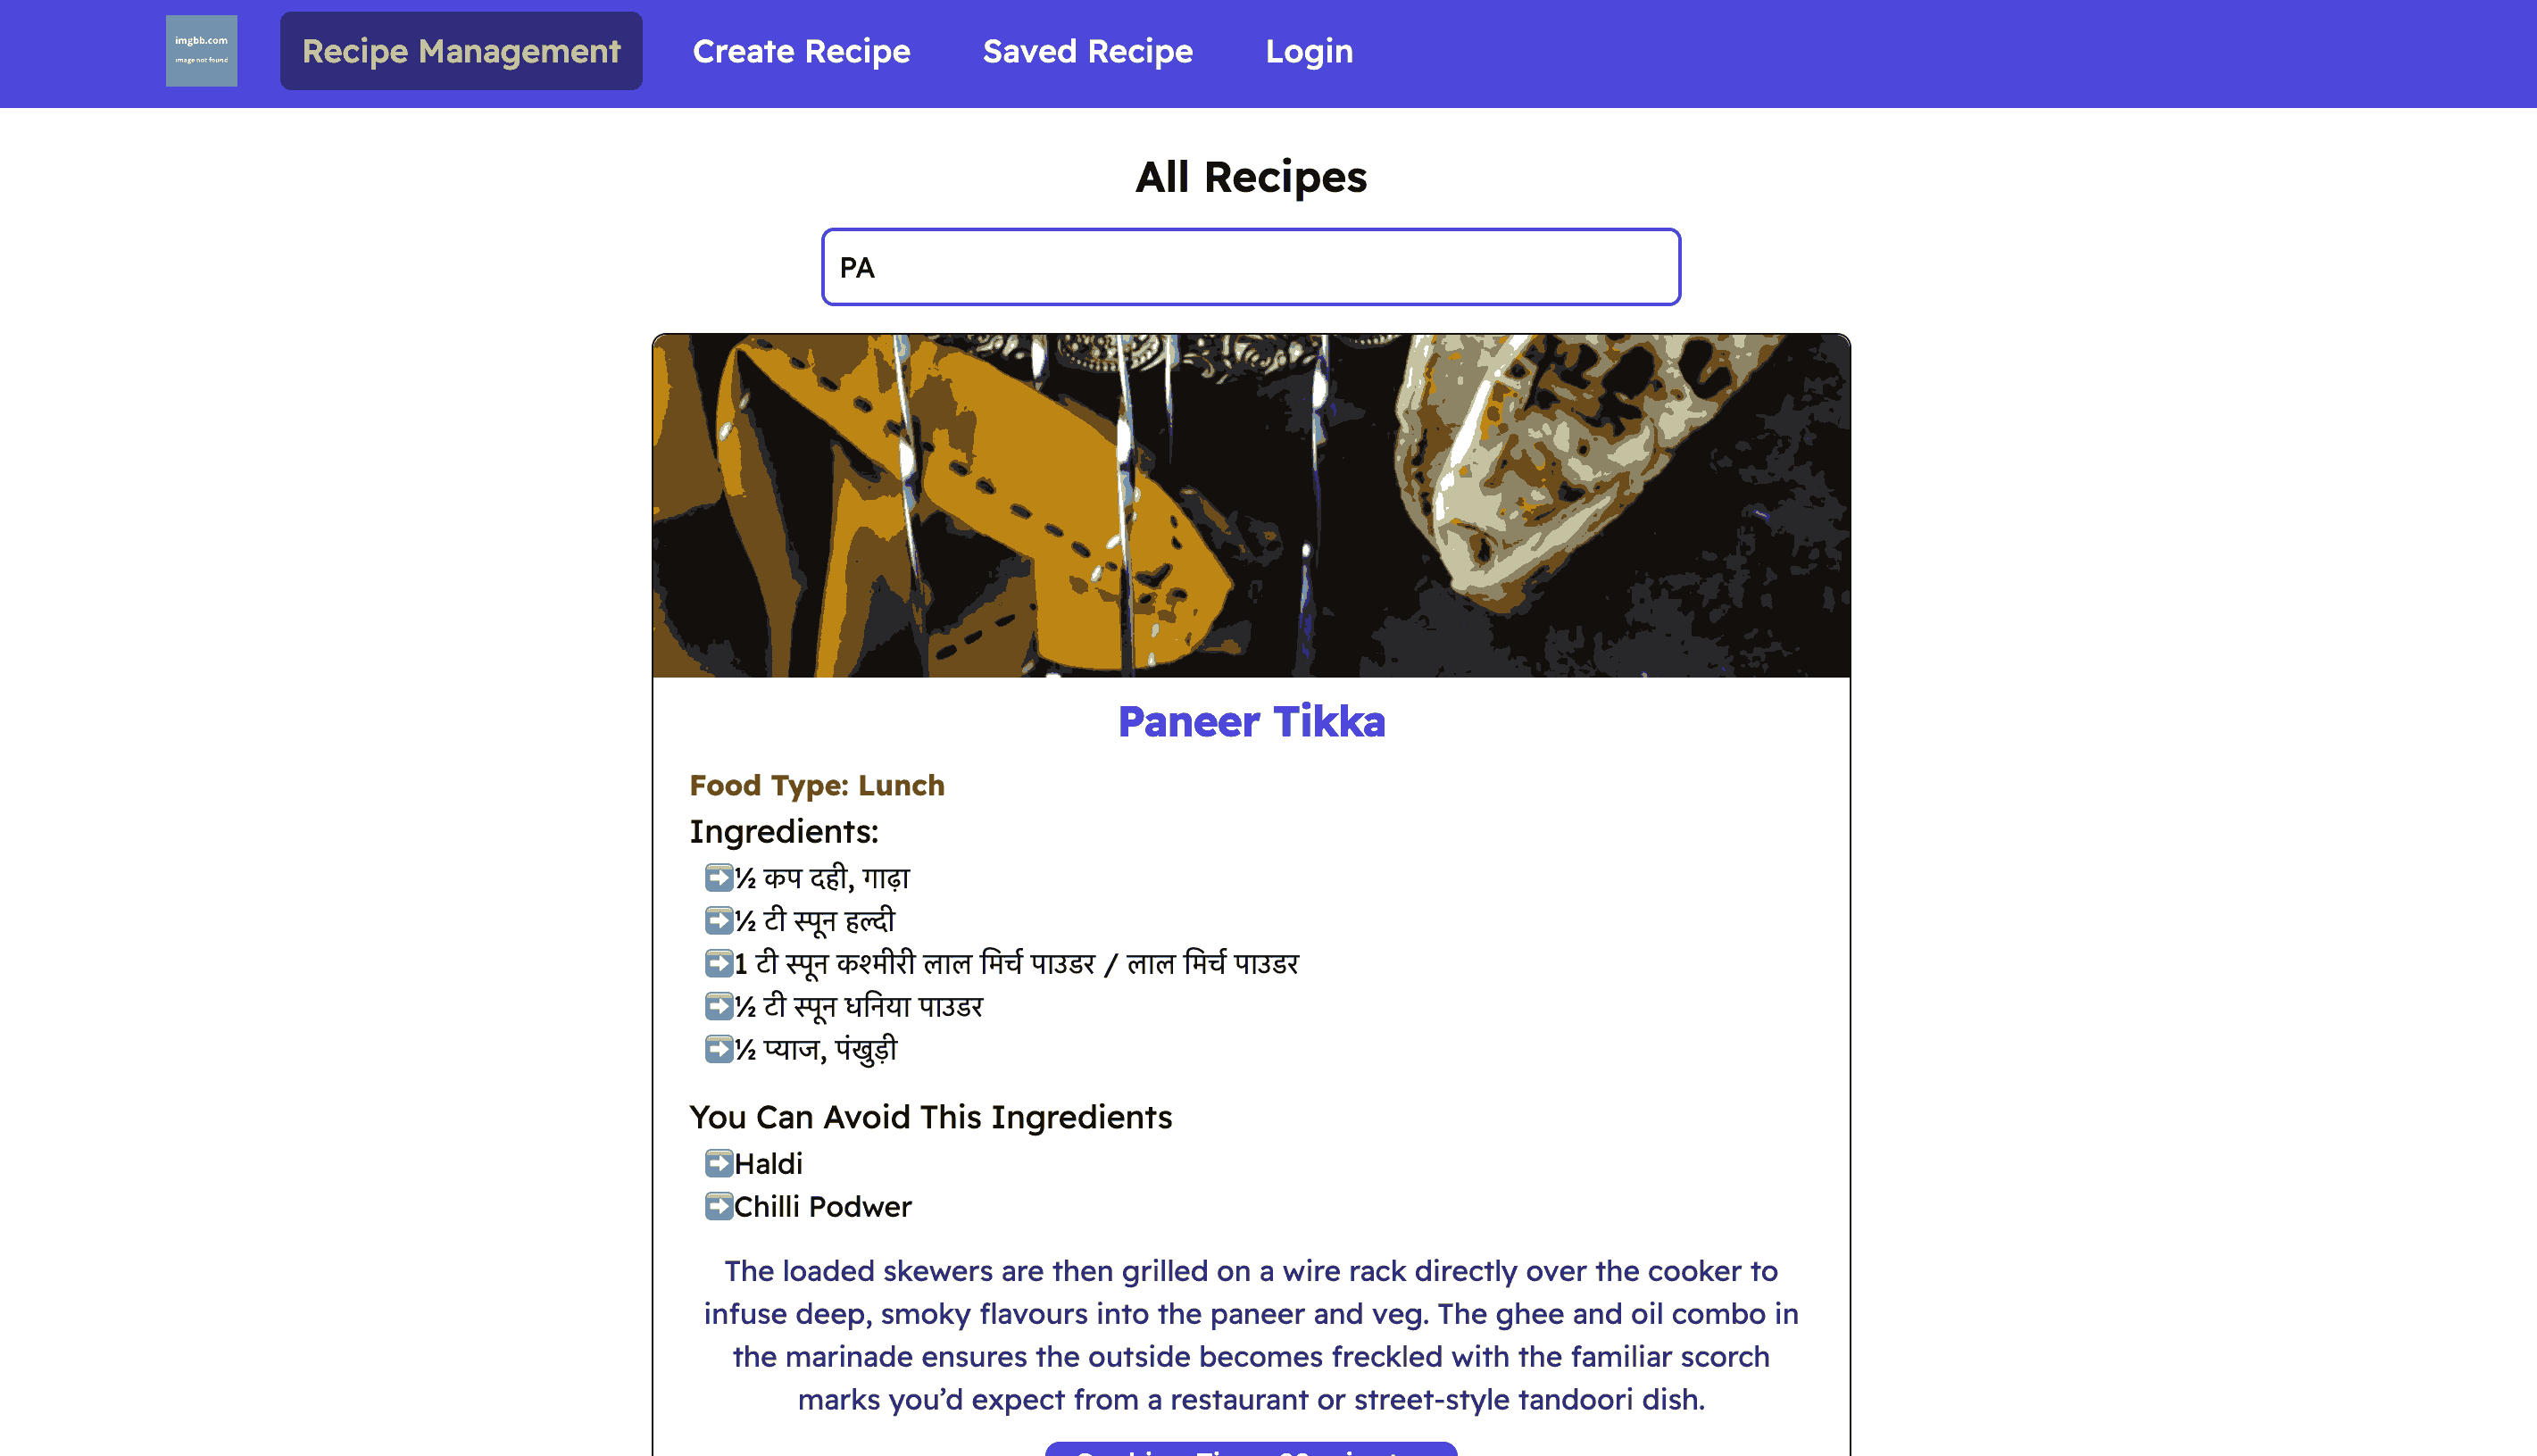 imgbb.com
image not found
Recipe Management
Create Recipe
Saved Recipe
Login
All Recipes
PA
Paneer Tikka
Food Type: Lunch
Ingredients:
➡️½ कप दही, गाढ़ा
➡️½ टी स्पून हल्दी
➡️1 टी स्पून कश्मीरी लाल मिर्च पाउडर / लाल मिर्च पाउडर
➡️½ टी स्पून धनिया पाउडर
➡️½ प्याज, पंखुड़ी
You Can Avoid This Ingredients
➡️Haldi
➡️Chilli Podwer
The loaded skewers are then grilled on a wire rack directly over the cooker to
infuse deep, smoky flavours into the paneer and veg. The ghee and oil combo in
the marinade ensures the outside becomes freckled with the familiar scorch
marks you’d expect from a restaurant or street-style tandoori dish.